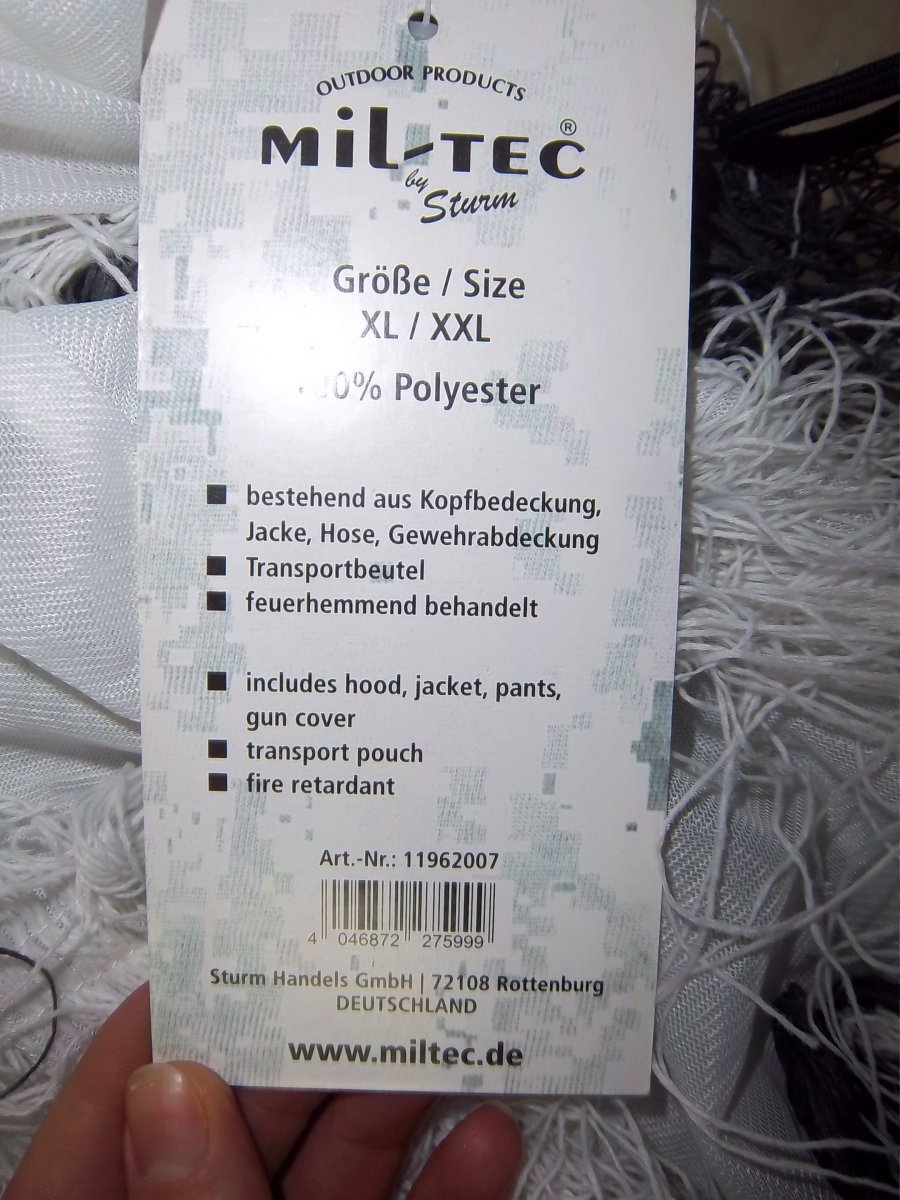 OUTDOOR PRODUCTS
MIL-TEC®
by Sturm
Größe / Size
XL / XXL
Polyester
■ bestehend aus Kopfbedeckung,
Jacke, Hose, Gewehrabdeckung
■ Transportbeutel
■ feuerhemmend behandelt
■ includes hood, jacket, pants,
gun cover
■ transport pouch
■ fire retardant
Art.-Nr.: 11962007
4 046872 275999
Sturm Handels GmbH | 72108 Rottenburg
DEUTSCHLAND
www.miltec.de